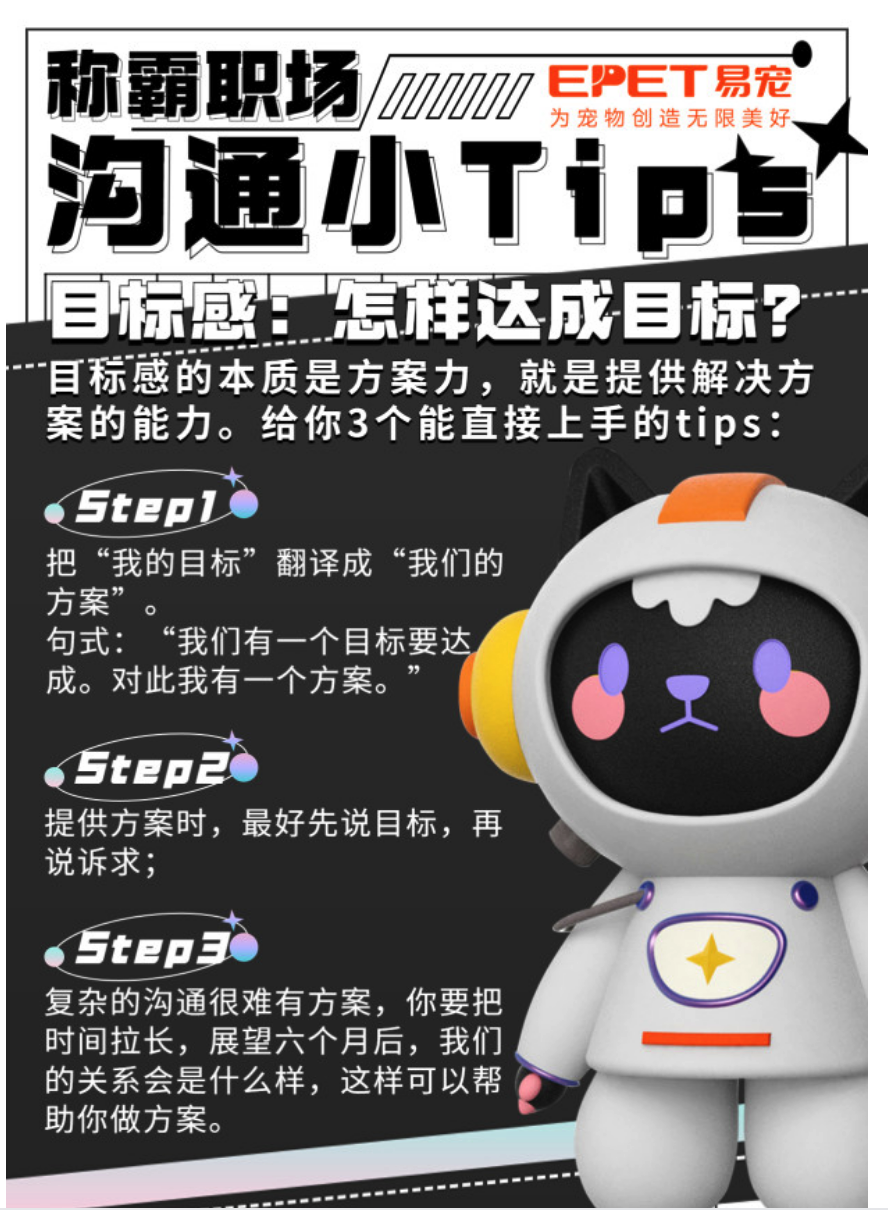 称霸职场
EPET易宠
为宠物创造无限美好
沟通小Tips
目标感：怎样达成目标？
目标感的本质是方案力，就是提供解决方
案的能力。给你3个能直接上手的tips：
Step1
把“我的目标”翻译成“我们的
方案”。
句式：“我们有一个目标要达
成。对此我有一个方案。”
Step2
提供方案时，最好先说目标，再
说诉求；
Step3
复杂的沟通很难有方案，你要把
时间拉长，展望六个月后，我们
的关系会是什么样，这样可以帮
助你做方案。